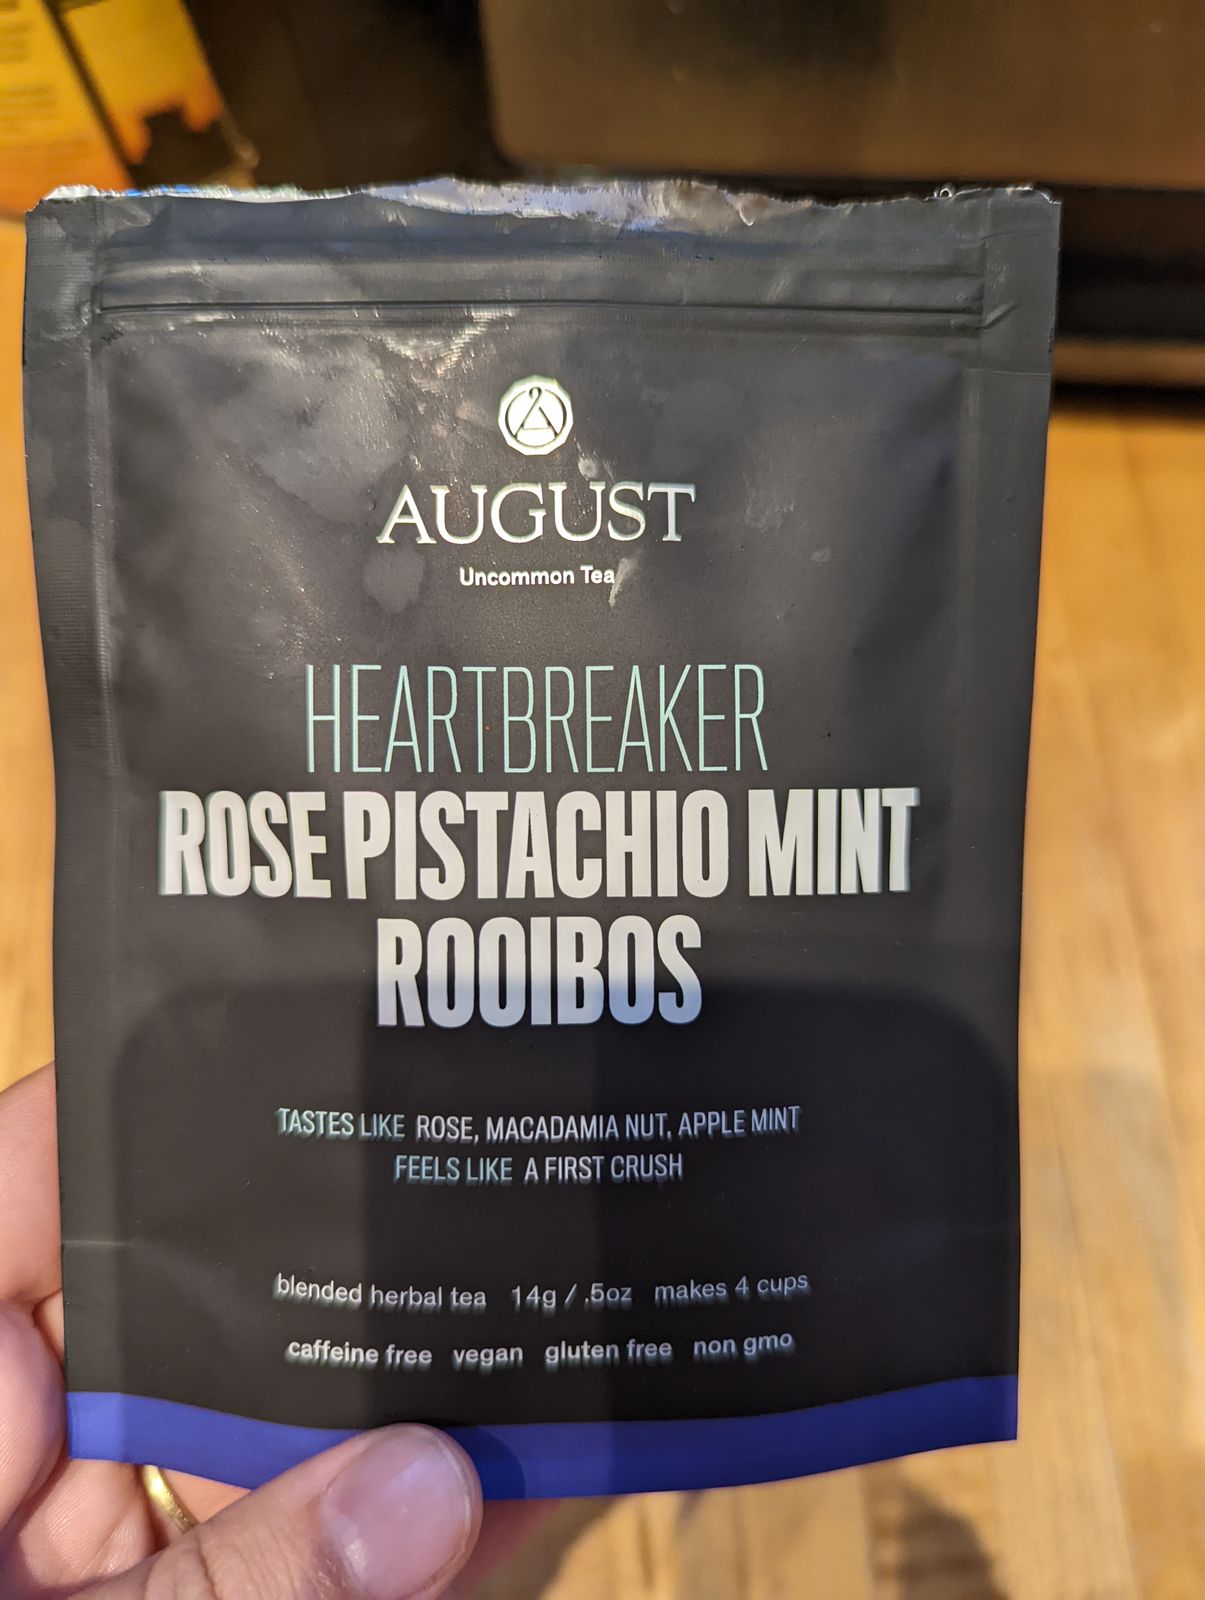 AUGUST
Uncommon Tea
HEARTBREAKER
ROSE PISTACHIO MINT
ROOIBOS
TASTES LIKE ROSE, MACADAMIA NUT, APPLE MINT
FEELS LIKE A FIRST CRUSH
blended herbal tea 14g / .5oz makes 4 cups
caffeine free vegan gluten free non gmo